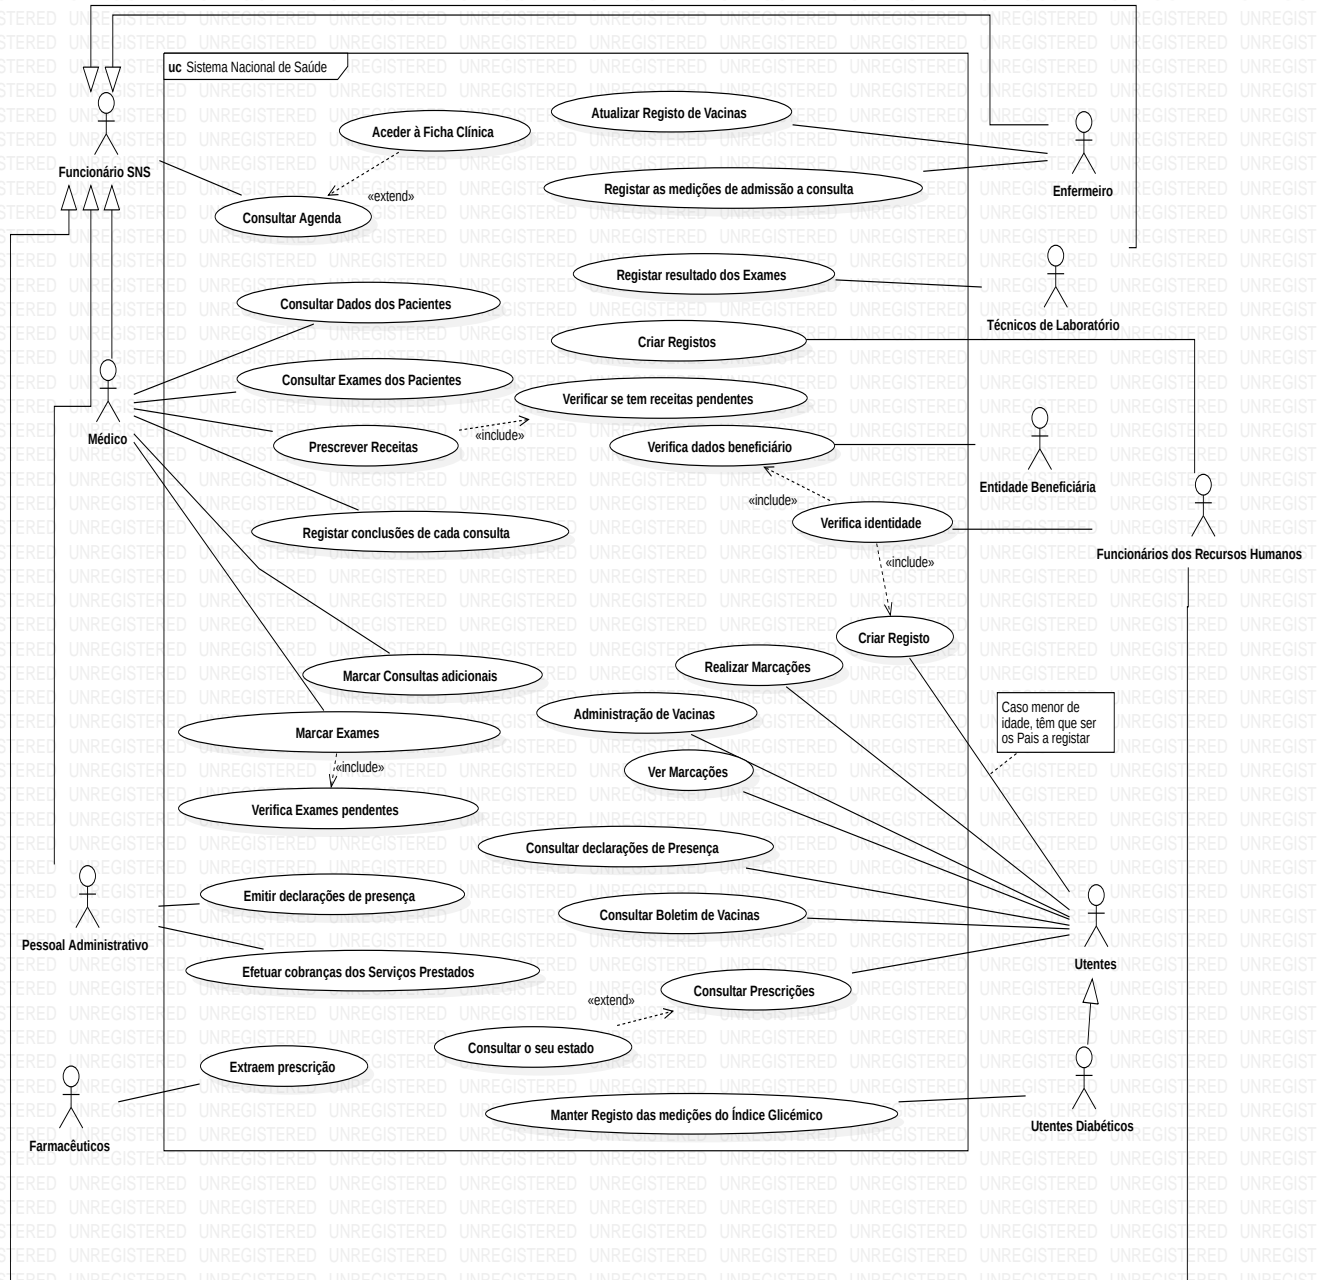 uc Sistema Nacional de Saúde
Funcionário SNS
Aceder à Ficha Clínica
«extend»
Consultar Agenda
Atualizar Registo de Vacinas
Registar as medições de admissão a consulta
Enfermeiro
Registar resultado dos Exames
Técnicos de Laboratório
Consultar Dados dos Pacientes
Criar Registos
Consultar Exames dos Pacientes
Verificar se tem receitas pendentes
Médico
Prescrever Receitas
«include»
Verifica dados beneficiário
Entidade Beneficiária
«include»
Verifica identidade
Registar conclusões de cada consulta
Funcionários dos Recursos Humanos
«include»
Criar Registo
Realizar Marcações
Marcar Consultas adicionais
Administração de Vacinas
Caso menor de
idade, têm que ser
os Pais a registar
Marcar Exames
«include»
Ver Marcações
Verifica Exames pendentes
Consultar declarações de Presença
Emitir declarações de presença
Consultar Boletim de Vacinas
Pessoal Administrativo
Utentes
Efetuar cobranças dos Serviços Prestados
Consultar Prescrições
«extend»
Consultar o seu estado
Extraem prescrição
Farmacêuticos
Manter Registo das medições do Índice Glicémico
Utentes Diabéticos
UNREGISTERED